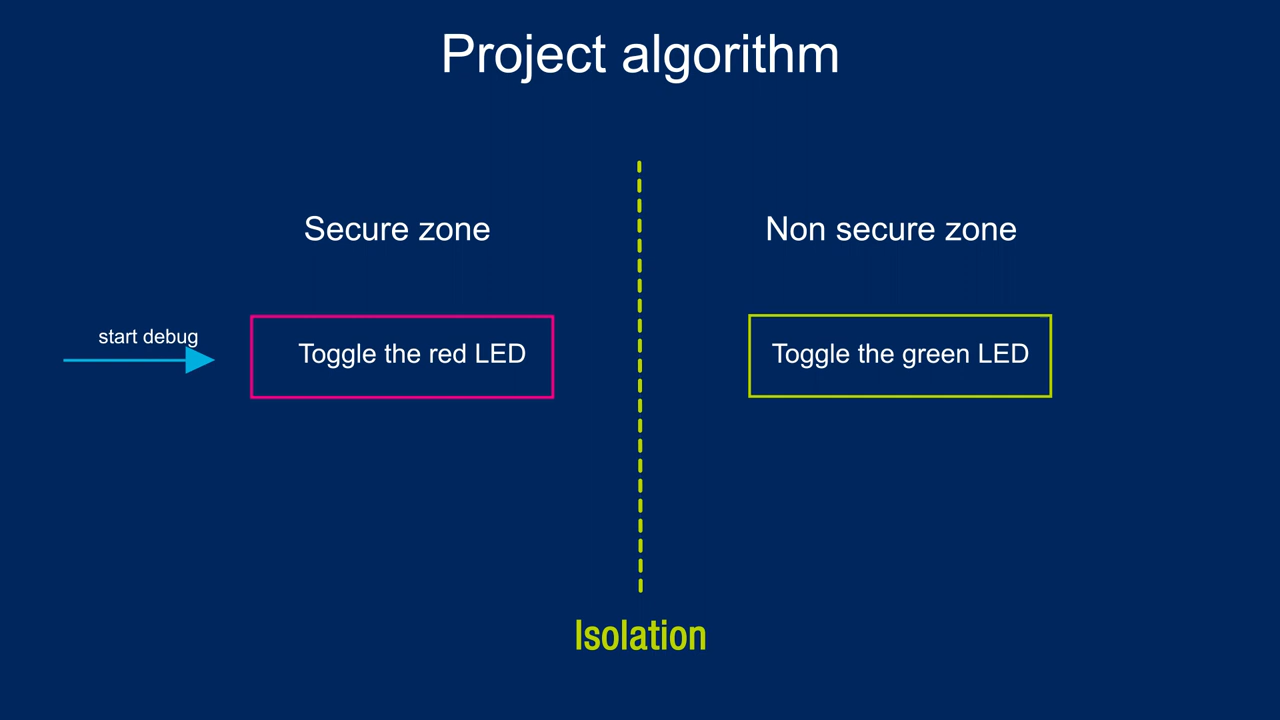 Project algorithm
Secure zone
Non secure zone
start debug
Toggle the red LED
Toggle the green LED
Isolation